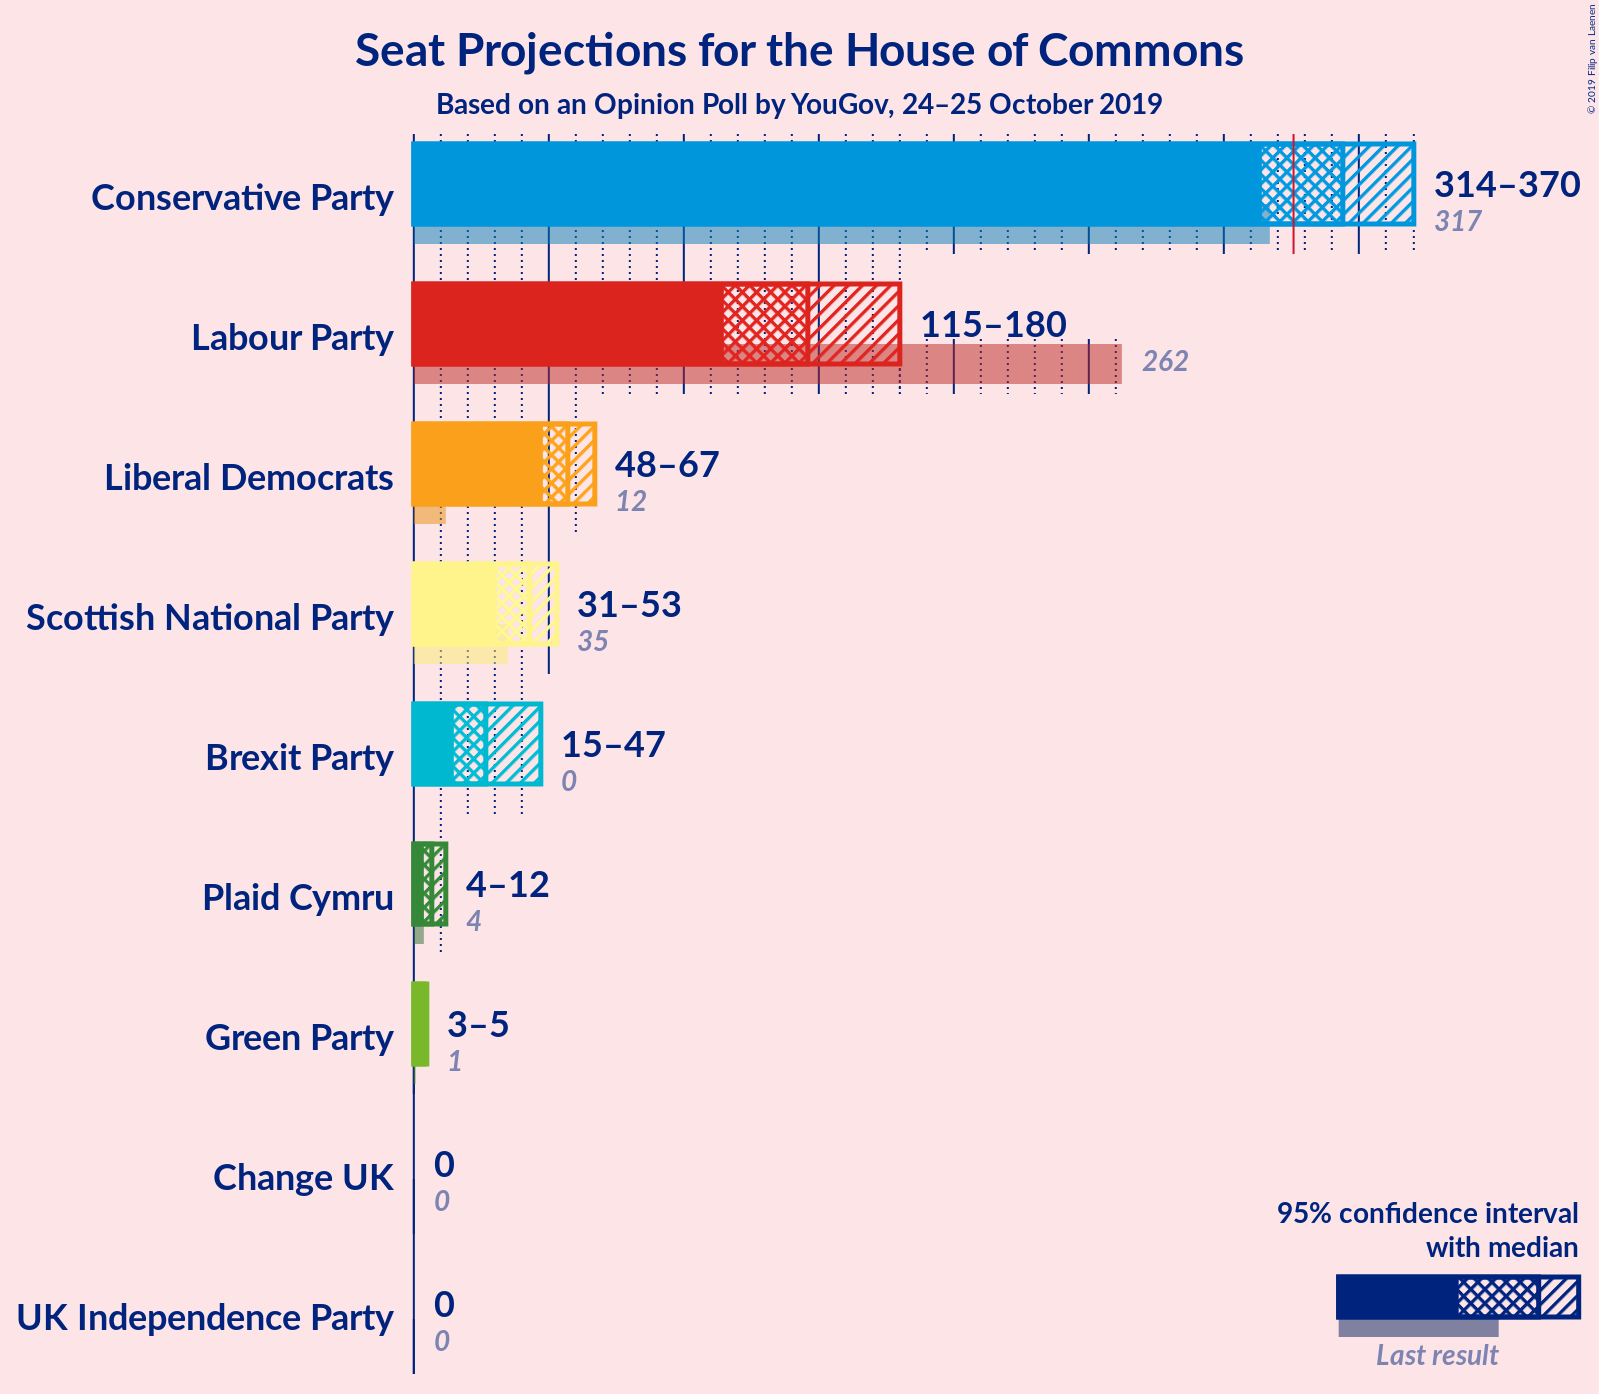 Seat Projections for the House of Commons
Based on an Opinion Poll by YouGov, 24–25 October 2019
© 2019 Filip van Laenen
Conservative Party
314–370
317
Labour Party
115–180
262
Liberal Democrats
48–67
12
Scottish National Party
31–53
35
Brexit Party
15–47
0
Plaid Cymru
4–12
4
Green Party
3–5
1
Change UK
0
0
UK Independence Party
0
0
95% confidence interval
with median
Last result